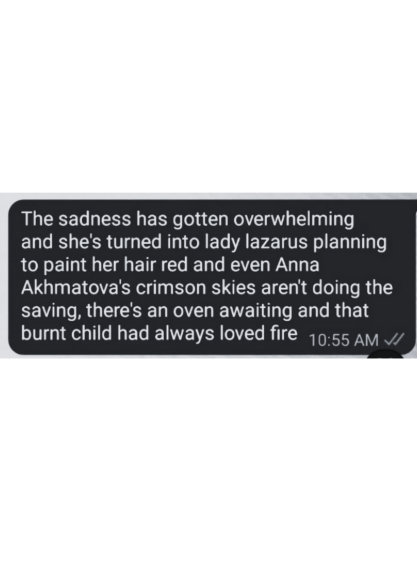 The sadness has gotten overwhelming
and she's turned into lady lazarus planning
to paint her hair red and even Anna
Akhmatova's crimson skies aren't doing the
saving, there's an oven awaiting and that
burnt child had always loved fire 10:55 AM